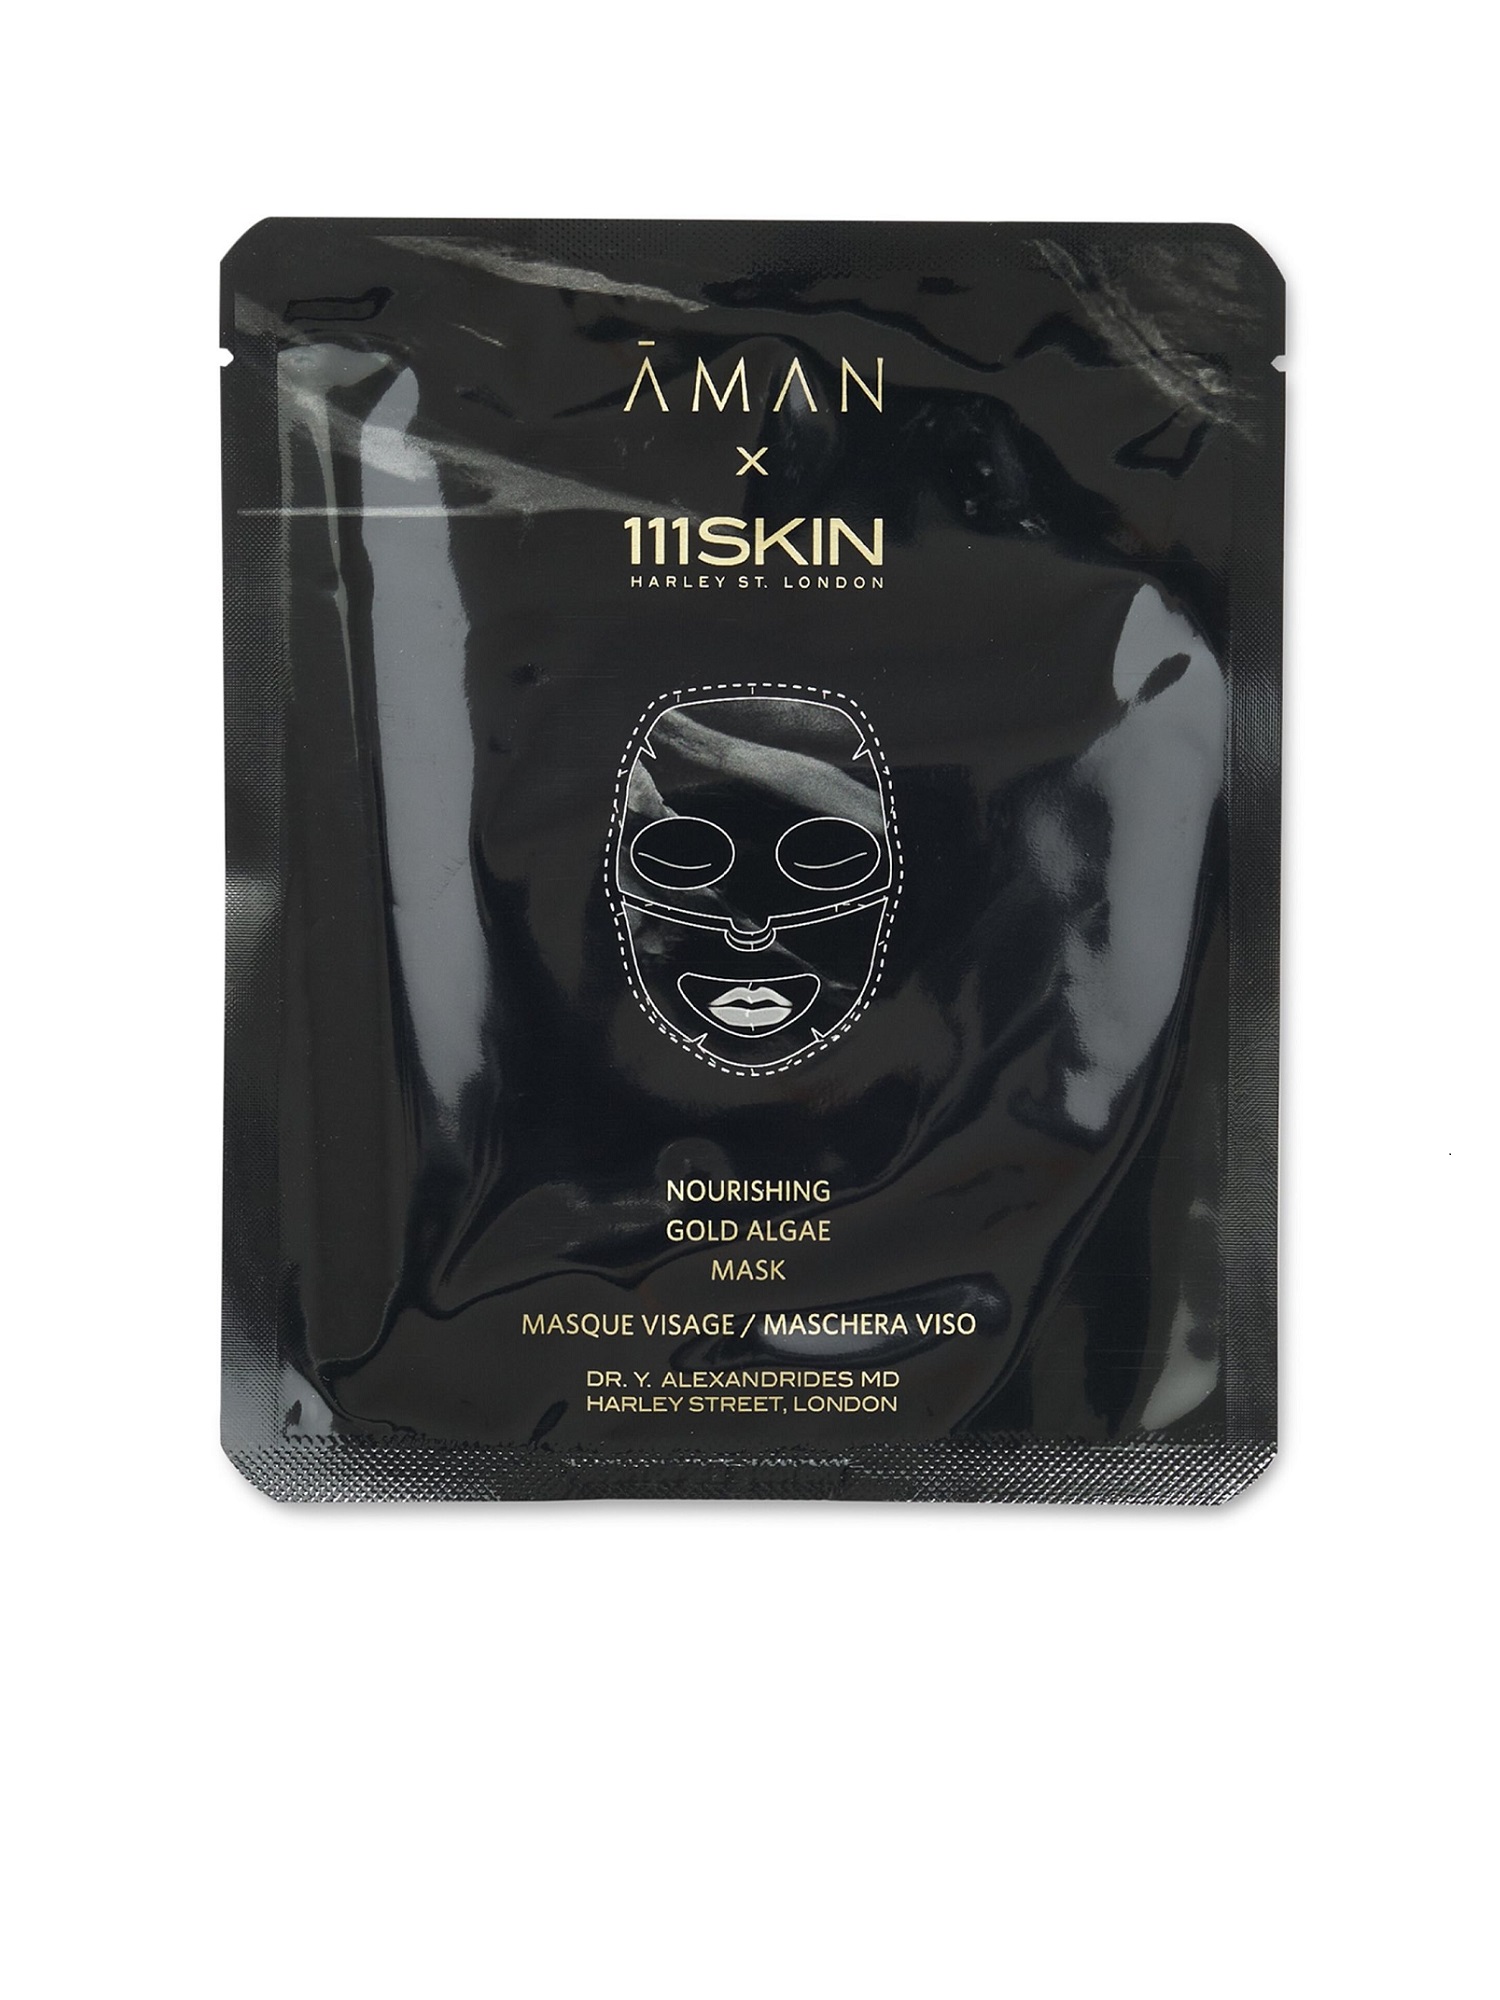 ĀMAN
X
111SKIN
HARLEY ST. LONDON
NOURISHING
GOLD ALGAE
MASK
MASQUE VISAGE / MASCHERA VISO
DR. Y. ALEXANDRIDES MD
HARLEY STREET, LONDON